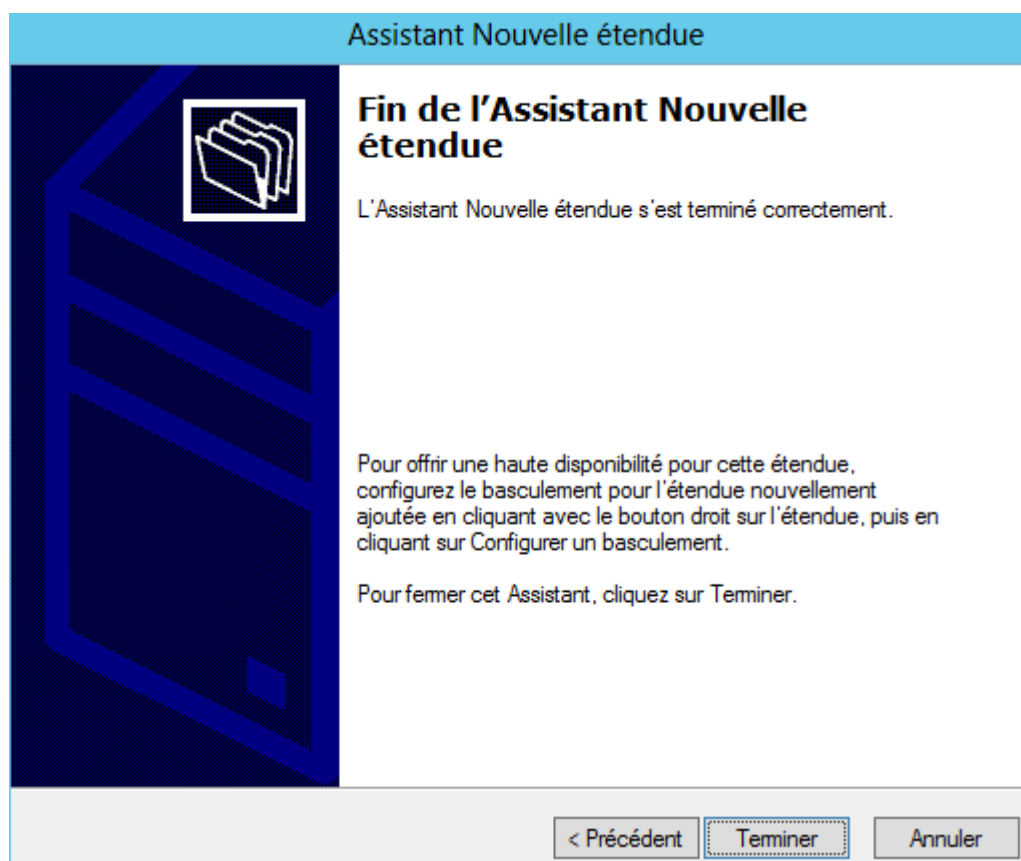 Assistant Nouvelle étendue
Fin de l'Assistant Nouvelle
étendue
L'Assistant Nouvelle étendue s'est terminé correctement.
Pour offrir une haute disponibilité pour cette étendue,
configurez le basculement pour l'étendue nouvellement
ajoutée en cliquant avec le bouton droit sur l'étendue, puis en
cliquant sur Configurer un basculement.
Pour fermer cet Assistant, cliquez sur Terminer.
< Précédent Terminer Annuler